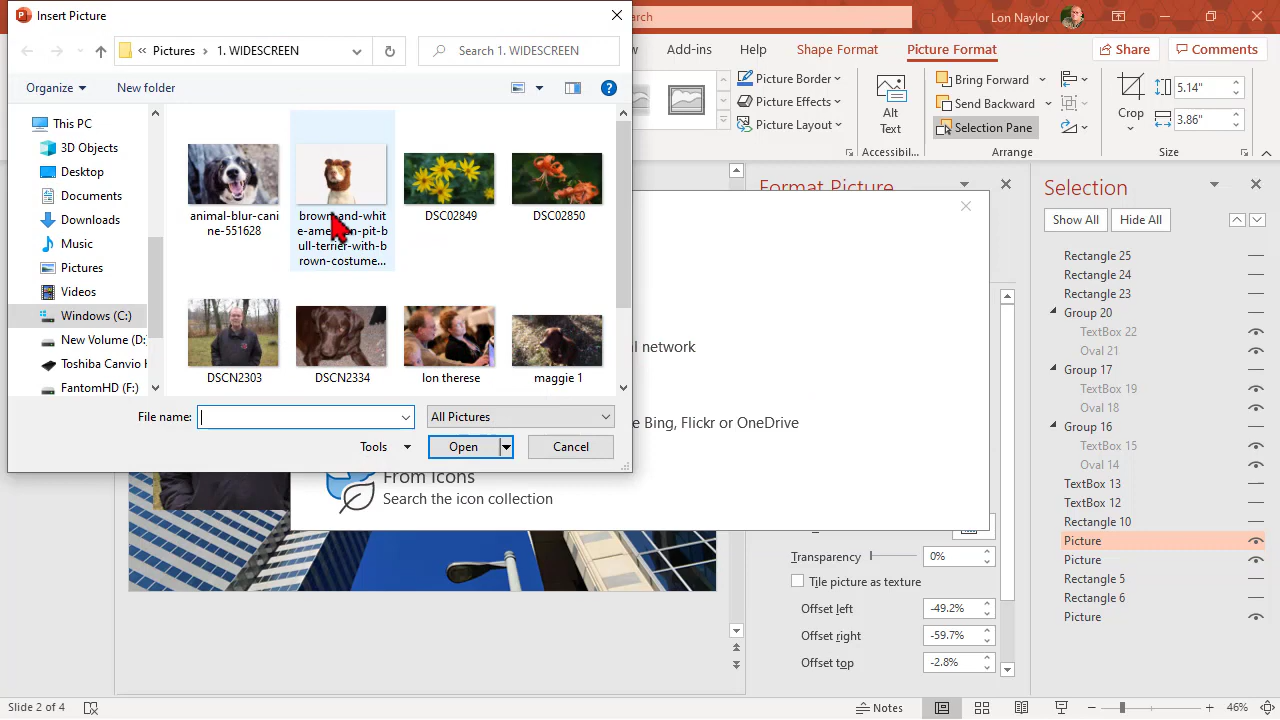 Insert Picture
« Pictures › 1. WIDESCREEN
Search 1. WIDESCREEN
Organize
New folder
This PC
3D Objects
Desktop
Documents
Downloads
Music
Pictures
Videos
Windows (C:)
New Volume (D:
Toshiba Canvio
FantomHD (F:)
animal-blur-cani
ne-551628
brown-and-whit
e-american-pit-b
ull-terrier-with-b
rown-costume...
DSC02849
DSC02850
DSCN2303
DSCN2334
lon therese
maggie 1
File name:
All Pictures
Tools
Open
Cancel
Lon Naylor
Add-ins
Help
Shape Format
Picture Format
Share
Comments
Picture Border
Picture Effects
Picture Layout
Alt
Text
Accessibil...
Bring Forward
Send Backward
Selection Pane
Arrange
Crop
5.14"
3.86"
Size
network
e Bing, Flickr or OneDrive
From Icons
Search the icon collection
Format Picture
Transparency
0%
Tile picture as texture
Offset left
-49.2%
Offset right
-59.7%
Offset top
-2.8%
Selection
Show All
Hide All
Rectangle 25
Rectangle 24
Rectangle 23
Group 20
TextBox 22
Oval 21
Group 17
TextBox 19
Oval 18
Group 16
TextBox 15
Oval 14
TextBox 13
TextBox 12
Rectangle 10
Picture
Picture
Rectangle 5
Rectangle 6
Picture
Slide 2 of 4
Notes
46%